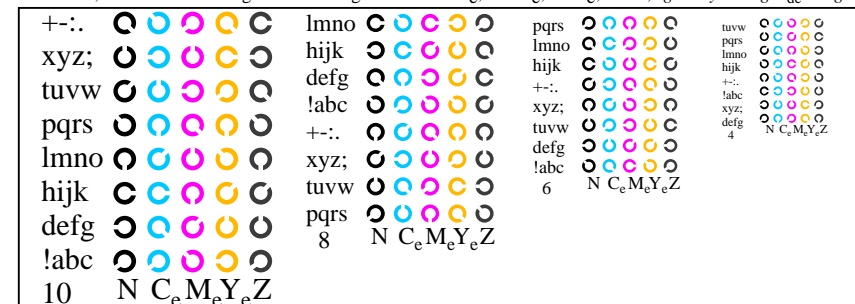 +-:.
xyz;
tuvw
pqrs
lmno
hijk
defg
!abc
10 N CeMeYeZ
lmno
hijk
defg
!abc
+-:.
xyz;
tuvw
pqrs
8 N CeMeYeZ
pqrs
lmno
hijk
+-:.
xyz;
tuvw
defg
!abc
6 N CeMeYeZ
tuvw
pqrs
lmno
hijk
+-:.
!abc
xyz;
defg
4 N CeMeYeZ